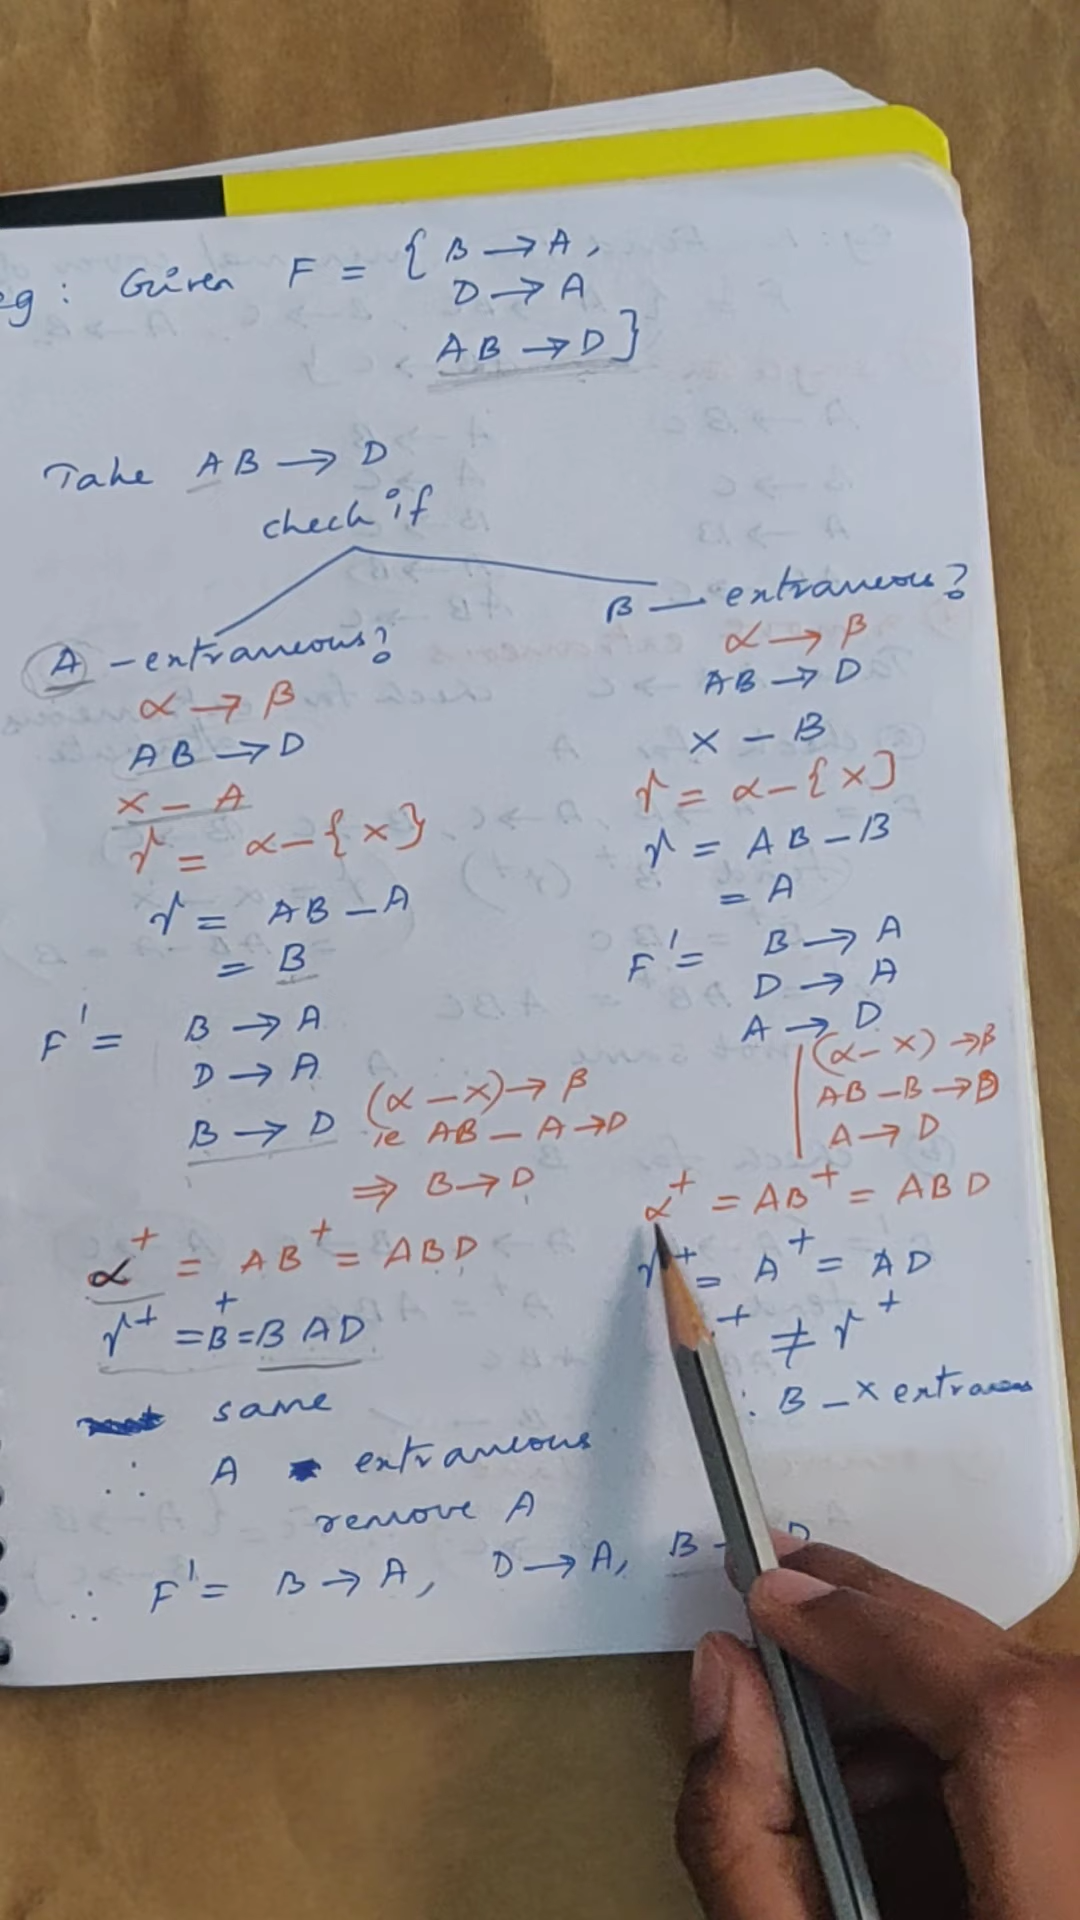 eg: Given F = { B → A,
D → A
AB → D }
Take AB → D
check if
A – extraneous?
α → β
AB → D
x – A
γ = α – {x}
γ = AB – A
= B
F' = B → A
D → A
B → D
(α – x) → β
ie AB – A → D
⇒ B → D
α⁺ = AB⁺ = ABD
γ⁺ = B⁺ = BAD
same
∴ A extraneous
remove A
∴ F' = B → A, D → A, B – D
B – extraneous?
α → β
AB → D
x – B
γ = α – {x}
γ = AB – B
= A
F' = B → A
D → A
A → D
(α – x) → β
AB – B → D
A → D
α⁺ = AB⁺ = ABD
γ⁺ = A⁺ = AD
⁺ ≠ γ⁺
∴ B – x extraneous